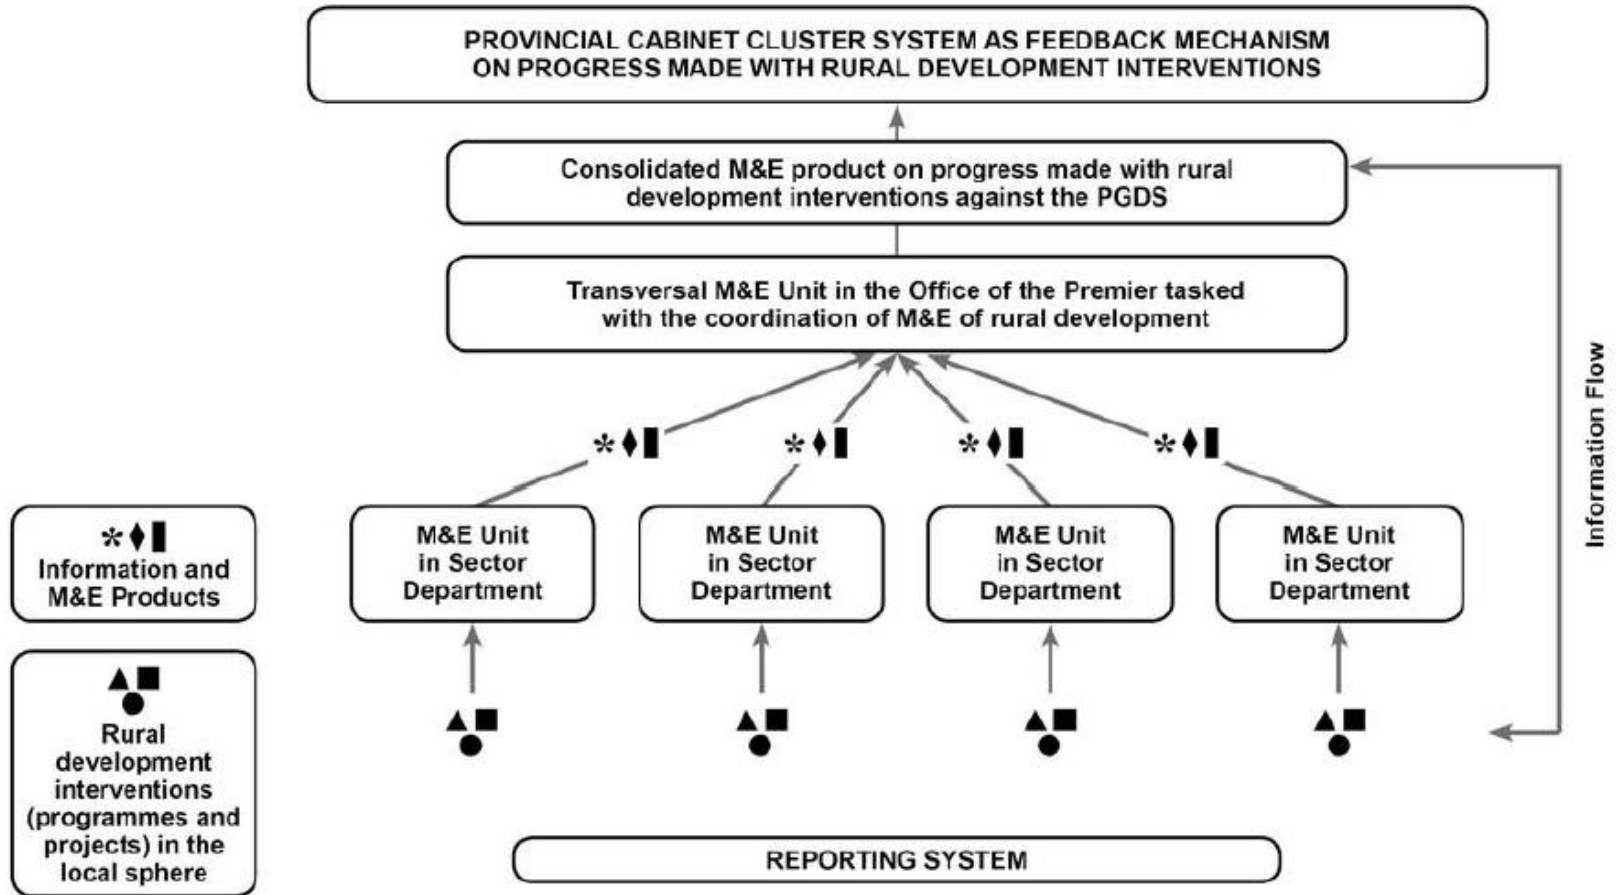 PROVINCIAL CABINET CLUSTER SYSTEM AS FEEDBACK MECHANISM
ON PROGRESS MADE WITH RURAL DEVELOPMENT INTERVENTIONS
Consolidated M&E product on progress made with rural
development interventions against the PGDS
Transversal M&E Unit in the Office of the Premier tasked
with the coordination of M&E of rural development
Information Flow
M&E Unit
in Sector
Department
M&E Unit
in Sector
Department
M&E Unit
in Sector
Department
M&E Unit
in Sector
Department
Information and
M&E Products
Rural
development
interventions
(programmes and
projects) in the
local sphere
REPORTING SYSTEM